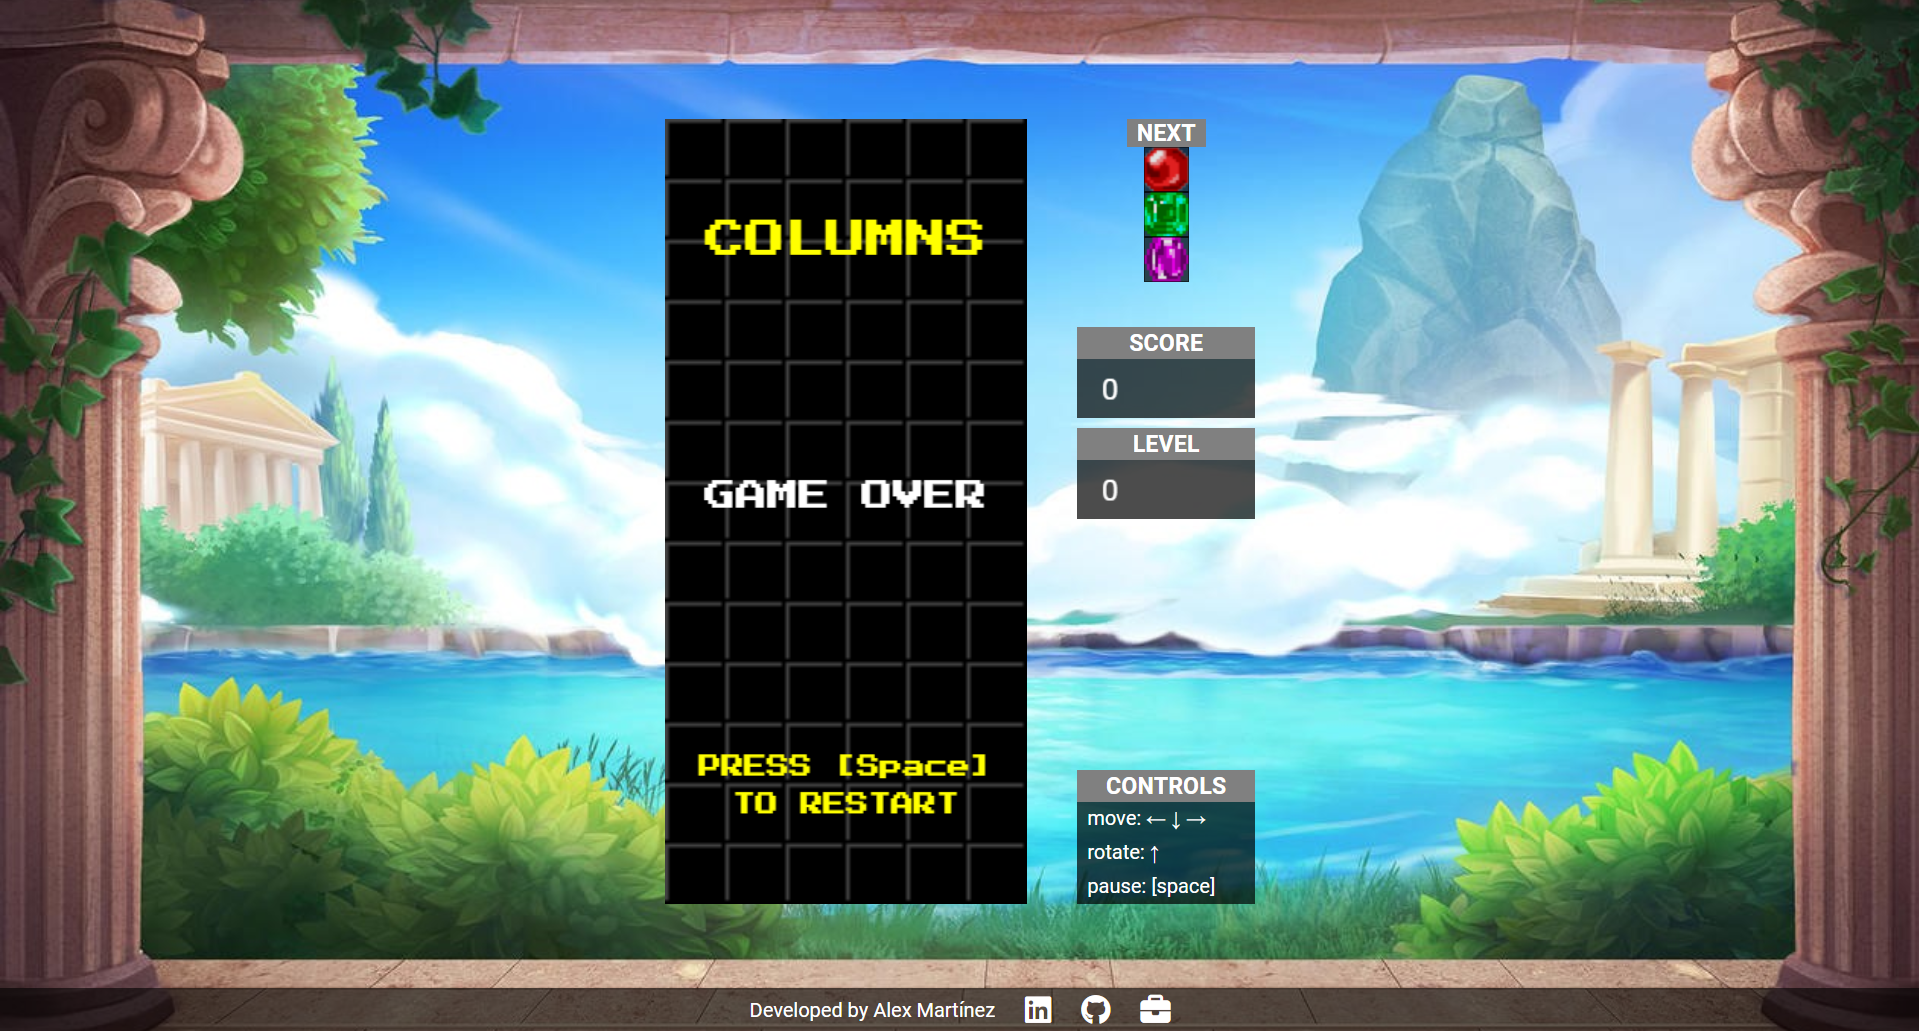 COLUMNS
GAME OVER
PRESS [Space]
TO RESTART
NEXT
SCORE
0
LEVEL
0
CONTROLS
move: ←↓→
rotate: ↑
pause: [space]
Developed by Alex Martínez
in